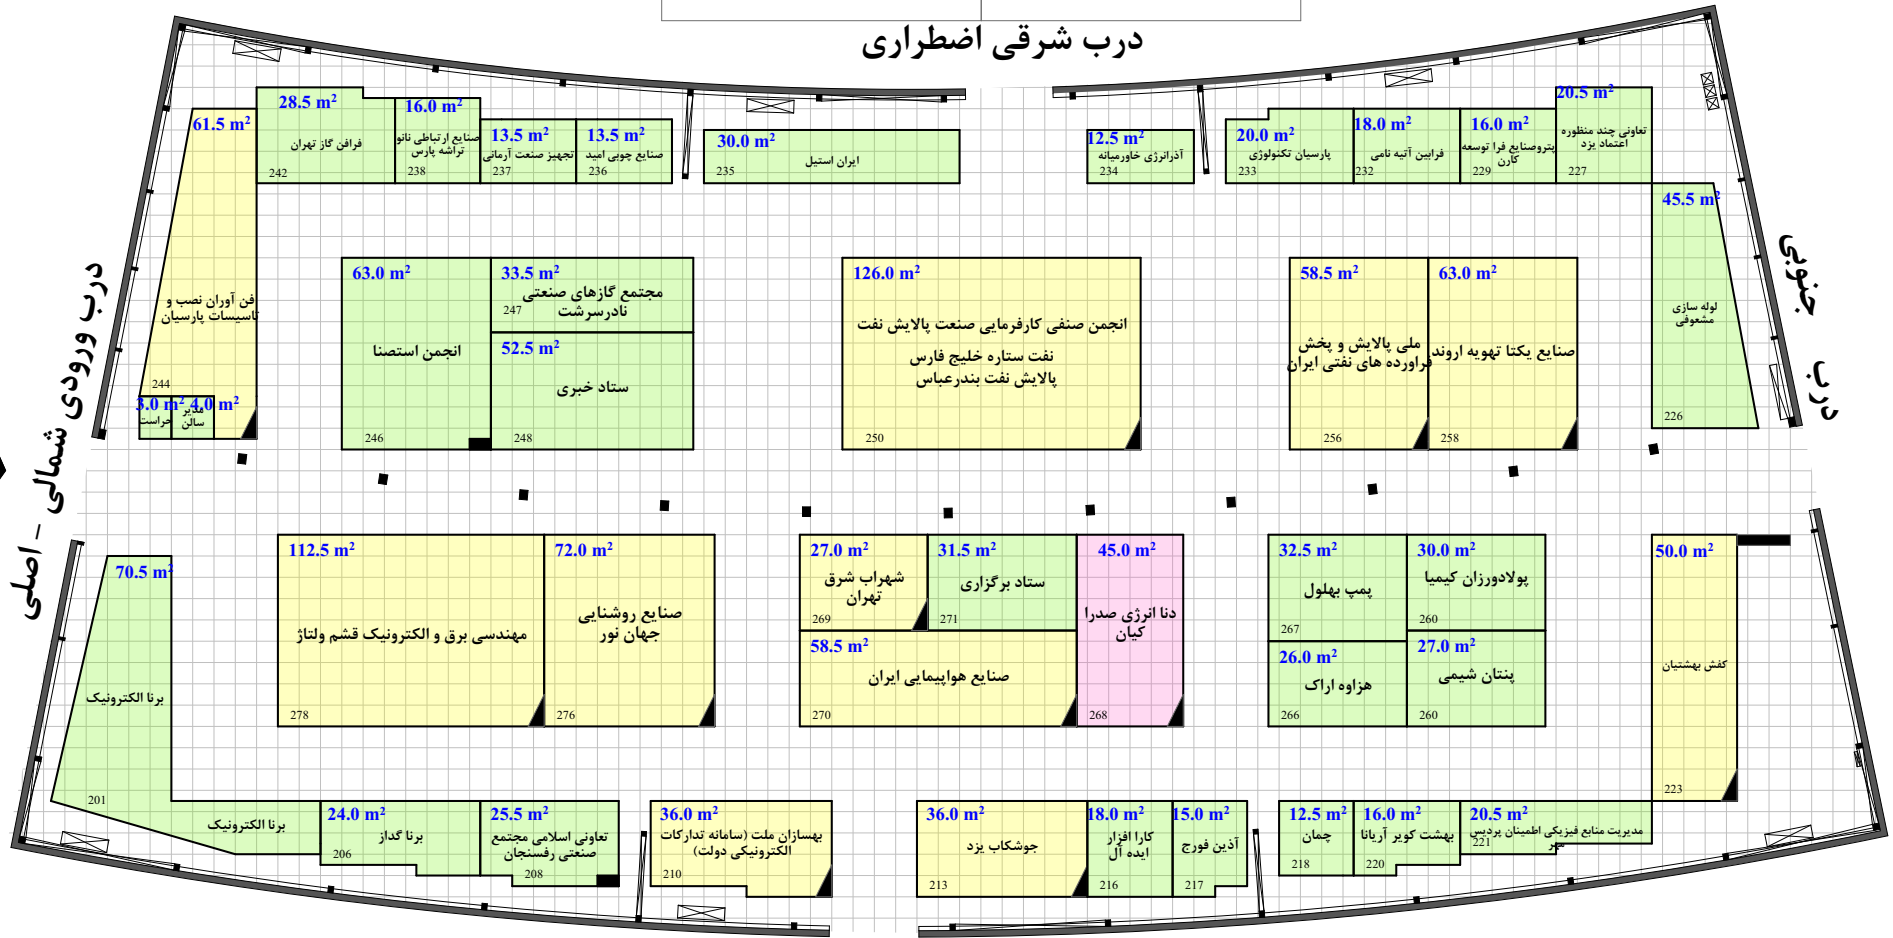 درب شرقی اضطراری
28.5 m²
فرافن گاز تهران
242
16.0 m²
صنایع ارتباطی نانو
تراشه پارس
238
13.5 m²
تجهیز صنعت آرمانی
237
13.5 m²
صنایع چوبی امید
236
30.0 m²
ایران استیل
235
12.5 m²
آذرانرژی خاورمیانه
234
20.0 m²
پارسیان تکنولوژی
233
18.0 m²
فرابین آتیه نامی
232
16.0 m²
پتروصنایع فرا توسعه
کارن
229
20.5 m²
تعاونی چند منظوره
اعتماد یزد
227
45.5 m²
لوله سازی
مشعوفی
226
درب جنوبی
61.5 m²
فن آوران نصب و
تاسیسات پارسیان
244
3.0 m²
حراست
4.0 m²
مدیر
سالن
درب ورودی شمالی - اصلی
63.0 m²
انجمن استصنا
246
33.5 m²
مجتمع گازهای صنعتی
نادرسرشت
247
52.5 m²
ستاد خبری
248
126.0 m²
انجمن صنفی کارفرمایی صنعت پالایش نفت
نفت ستاره خلیج فارس
پالایش نفت بندرعباس
250
58.5 m²
ملی پالایش و پخش
فراورده های نفتی ایران
256
63.0 m²
صنایع یکتا تهویه اروند
258
70.5 m²
برنا الکترونیک
201
برنا الکترونیک
112.5 m²
مهندسی برق و الکترونیک قشم ولتاژ
278
72.0 m²
صنایع روشنایی
جهان نور
276
27.0 m²
شهراب شرق
تهران
269
31.5 m²
ستاد برگزاری
271
58.5 m²
صنایع هواپیمایی ایران
270
45.0 m²
دنا انرژی صدرا
کیان
268
32.5 m²
پمپ بهلول
267
30.0 m²
پولادورزان کیمیا
260
26.0 m²
هزاوه اراک
266
27.0 m²
پنتان شیمی
260
50.0 m²
کفش بهشتیان
223
24.0 m²
برنا گداز
206
25.5 m²
تعاونی اسلامی مجتمع
صنعتی رفسنجان
208
36.0 m²
بهسازان ملت (سامانه تدارکات
الکترونیکی دولت)
210
36.0 m²
جوشکاب یزد
213
18.0 m²
کارا افزار
ایده آل
216
15.0 m²
آذین فورج
217
12.5 m²
چمان
218
16.0 m²
بهشت کویر آریانا
220
20.5 m²
مدیریت منابع فیزیکی اطمینان پردیس
مهر
221